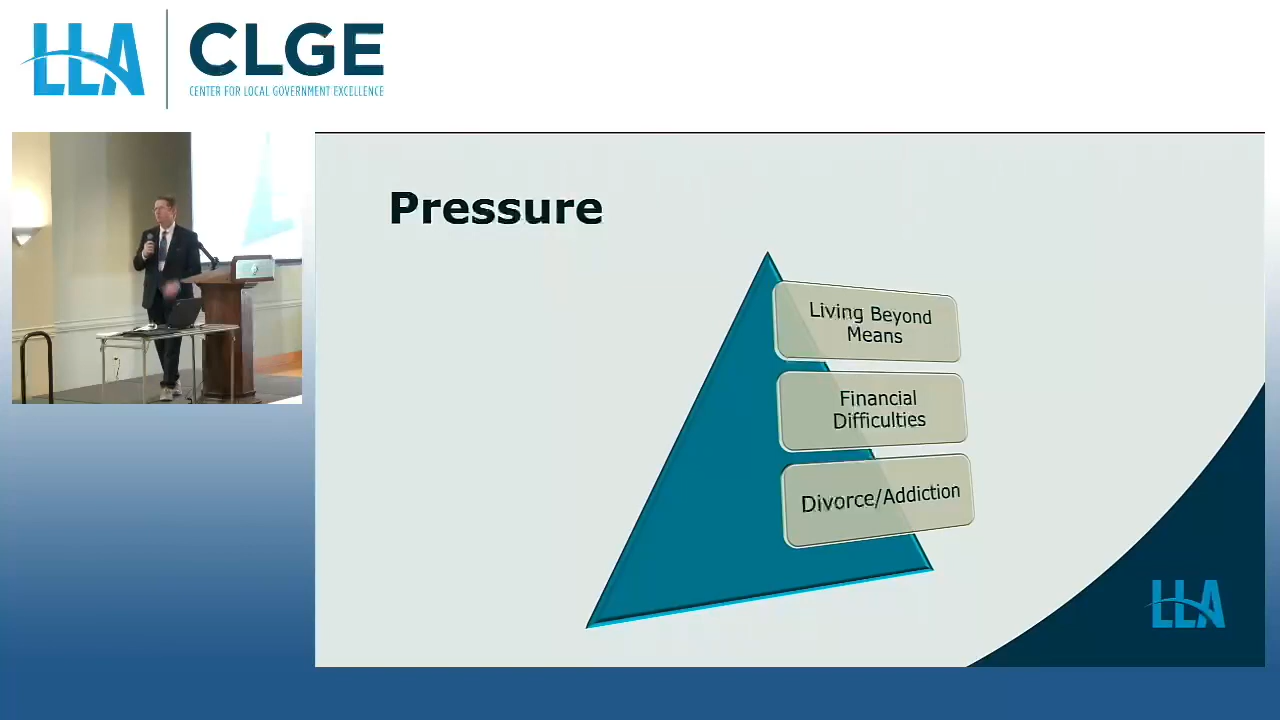 LLA
CLGE
CENTER FOR LOCAL GOVERNMENT EXCELLENCE
Pressure
Living Beyond
Means
Financial
Difficulties
Divorce/Addiction
LLA